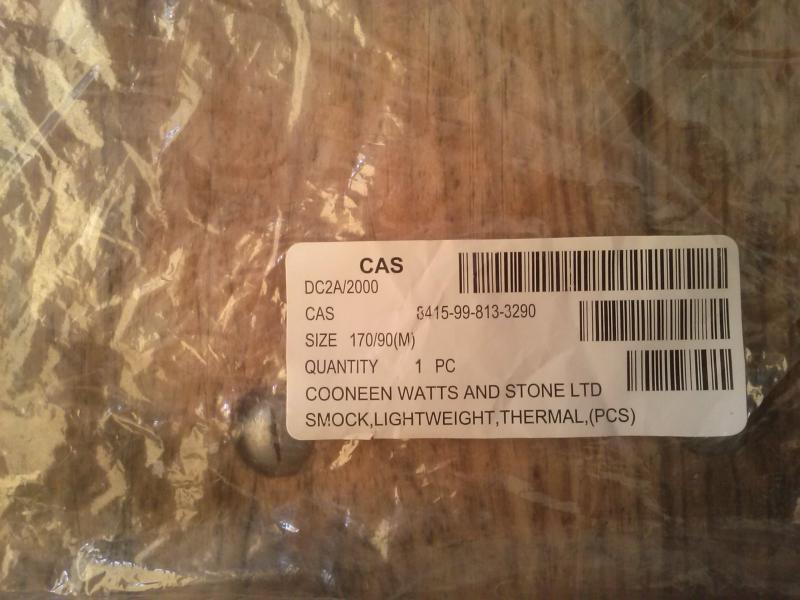 CAS
DC2A/2000
CAS 8415-99-813-3290
SIZE 170/90(M)
QUANTITY 1 PC
COONEEN WATTS AND STONE LTD
SMOCK,LIGHTWEIGHT,THERMAL,(PCS)